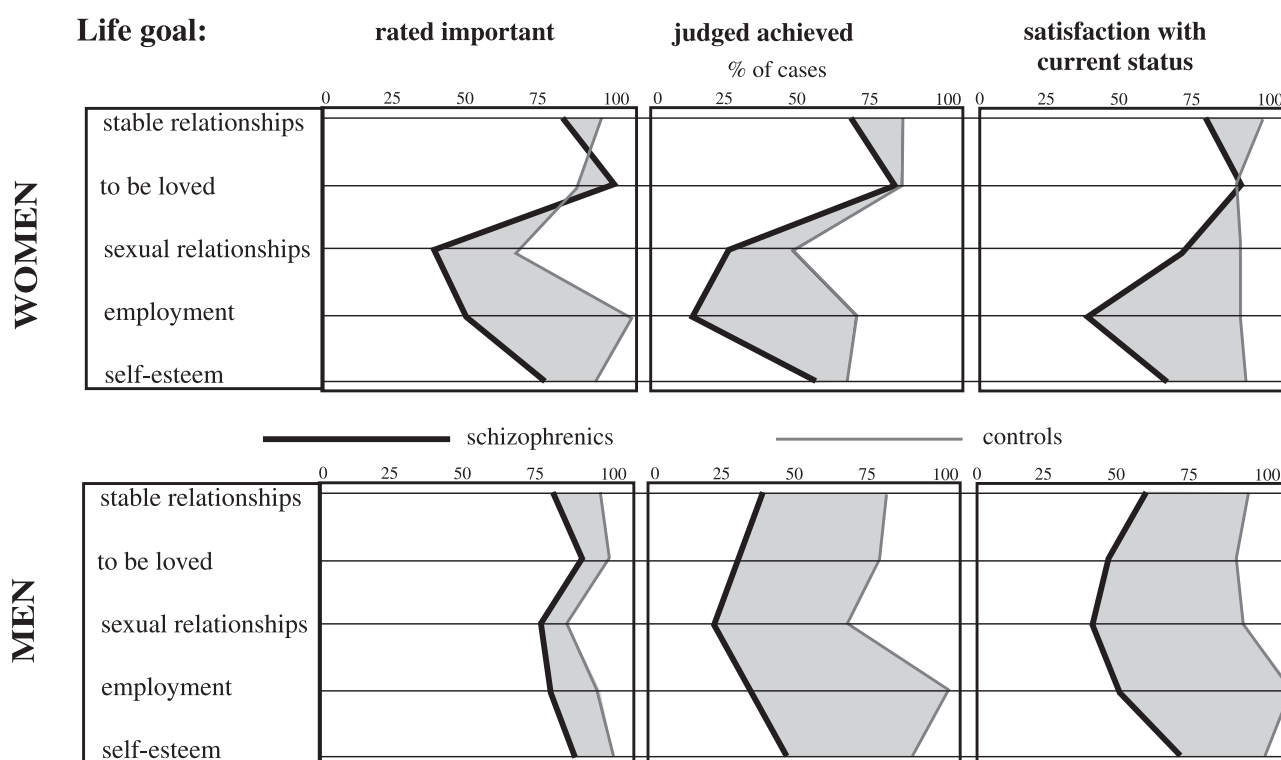 Life goal: rated important judged achieved satisfaction with
current status
% of cases
0 25 50 75 100 0 25 50 75 100 0 25 50 75 100
WOMEN
stable relationships
to be loved
sexual relationships
employment
self-esteem
schizophrenics controls
0 25 50 75 100 0 25 50 75 100 0 25 50 75 100
MEN
stable relationships
to be loved
sexual relationships
employment
self-esteem